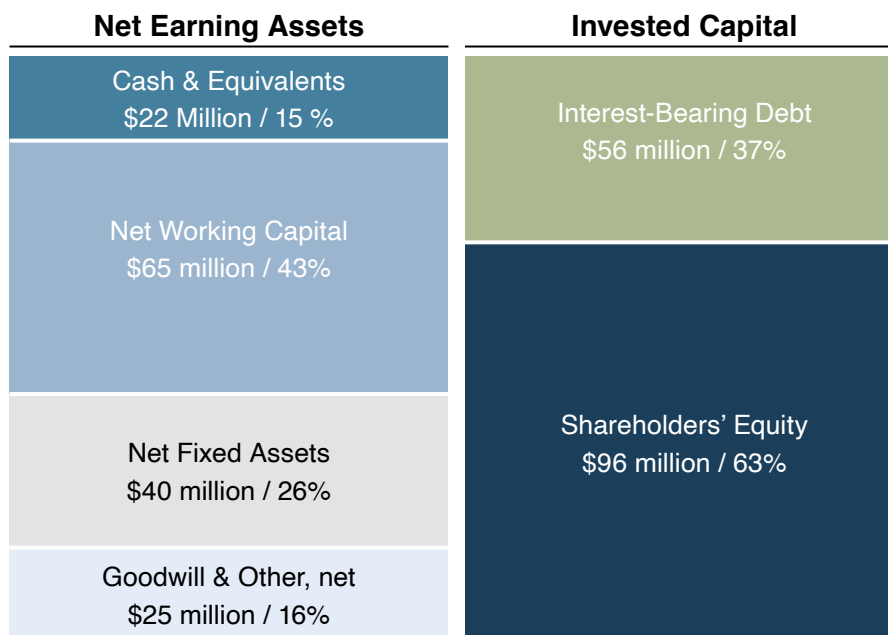 Net Earning Assets
Cash & Equivalents
$22 Million / 15 %
Net Working Capital
$65 million / 43%
Net Fixed Assets
$40 million / 26%
Goodwill & Other, net
$25 million / 16%
Invested Capital
Interest-Bearing Debt
$56 million / 37%
Shareholders’ Equity
$96 million / 63%